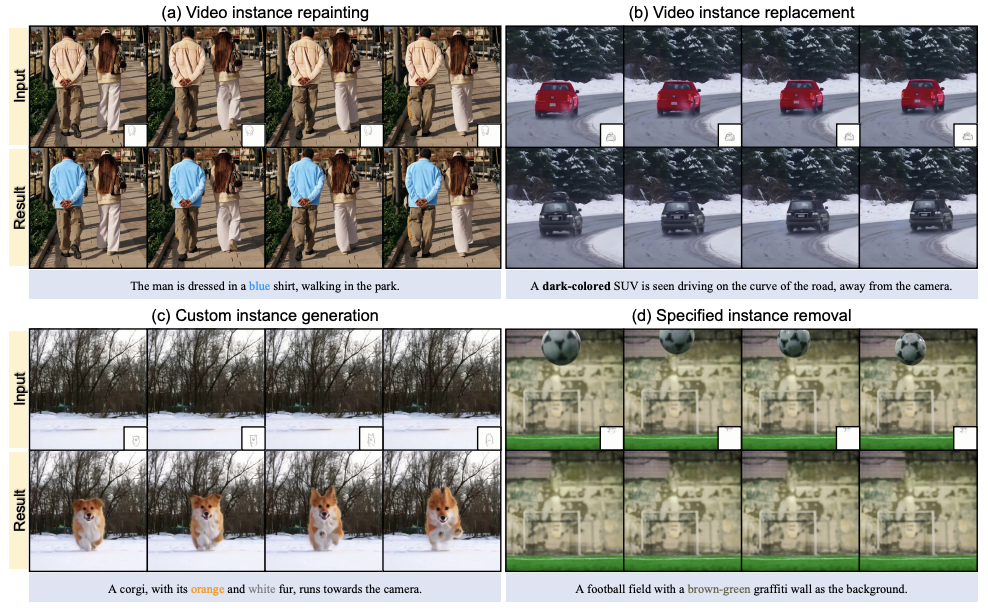 (a) Video instance repainting
(b) Video instance replacement
Input
Result
The man is dressed in a blue shirt, walking in the park.
A dark-colored SUV is seen driving on the curve of the road, away from the camera.
(c) Custom instance generation
(d) Specified instance removal
Input
Result
A corgi, with its orange and white fur, runs towards the camera.
A football field with a brown-green graffiti wall as the background.